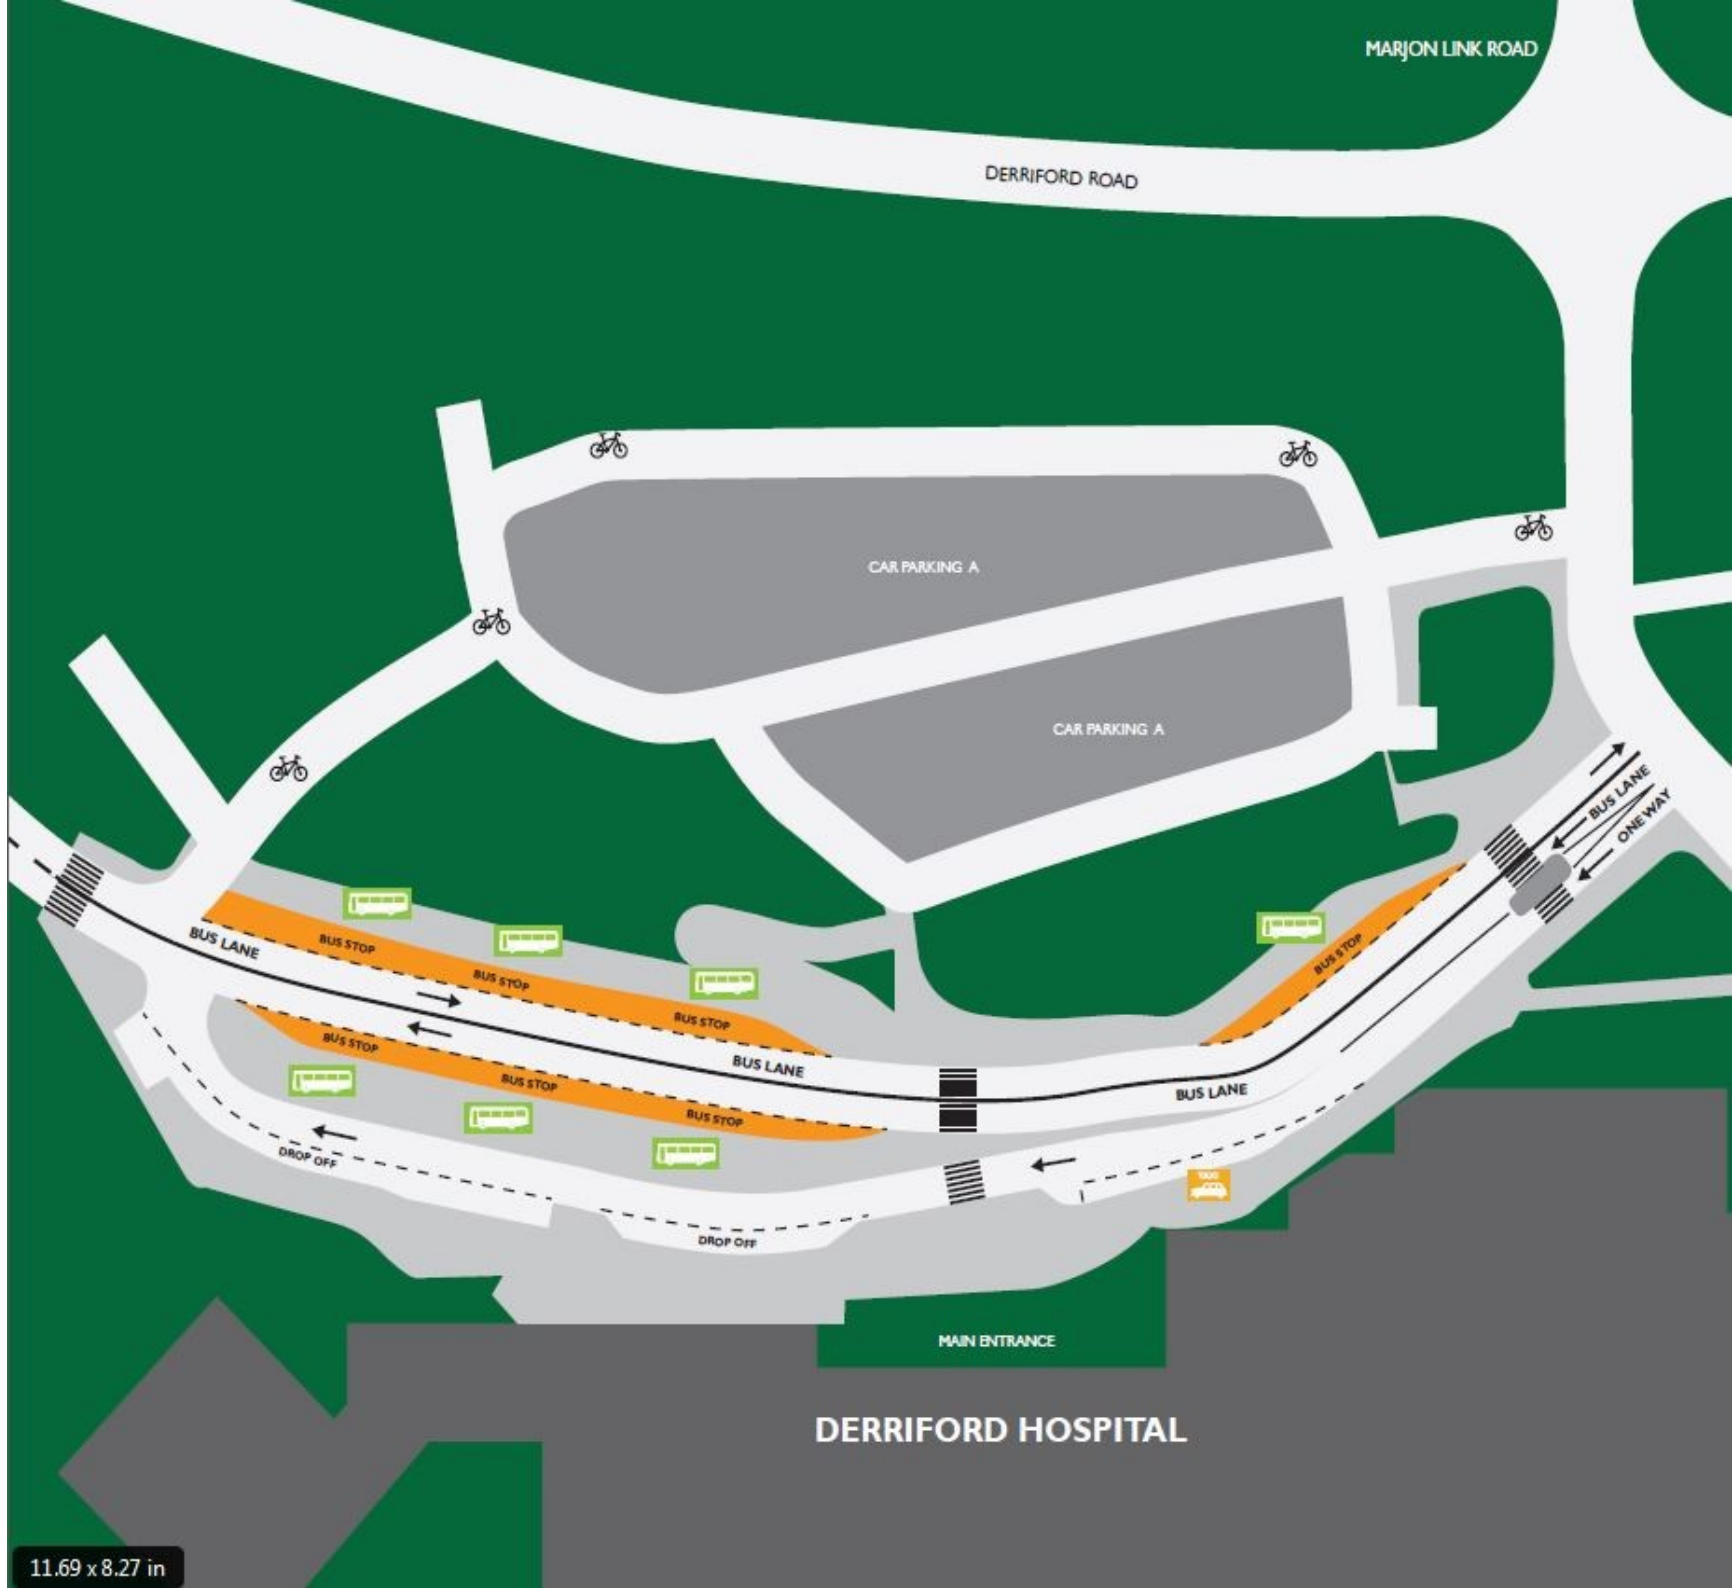 MARJON LINK ROAD
DERRIFORD ROAD
CAR PARKING A
CAR PARKING A
BUS LANE
ONE WAY
BUS LANE
BUS STOP
BUS STOP
BUS STOP
BUS STOP
BUS STOP
BUS LANE
BUS STOP
BUS LANE
BUS STOP
DROP OFF
TAXI
DROP OFF
MAIN ENTRANCE
DERRIFORD HOSPITAL
11.69 x 8.27 in